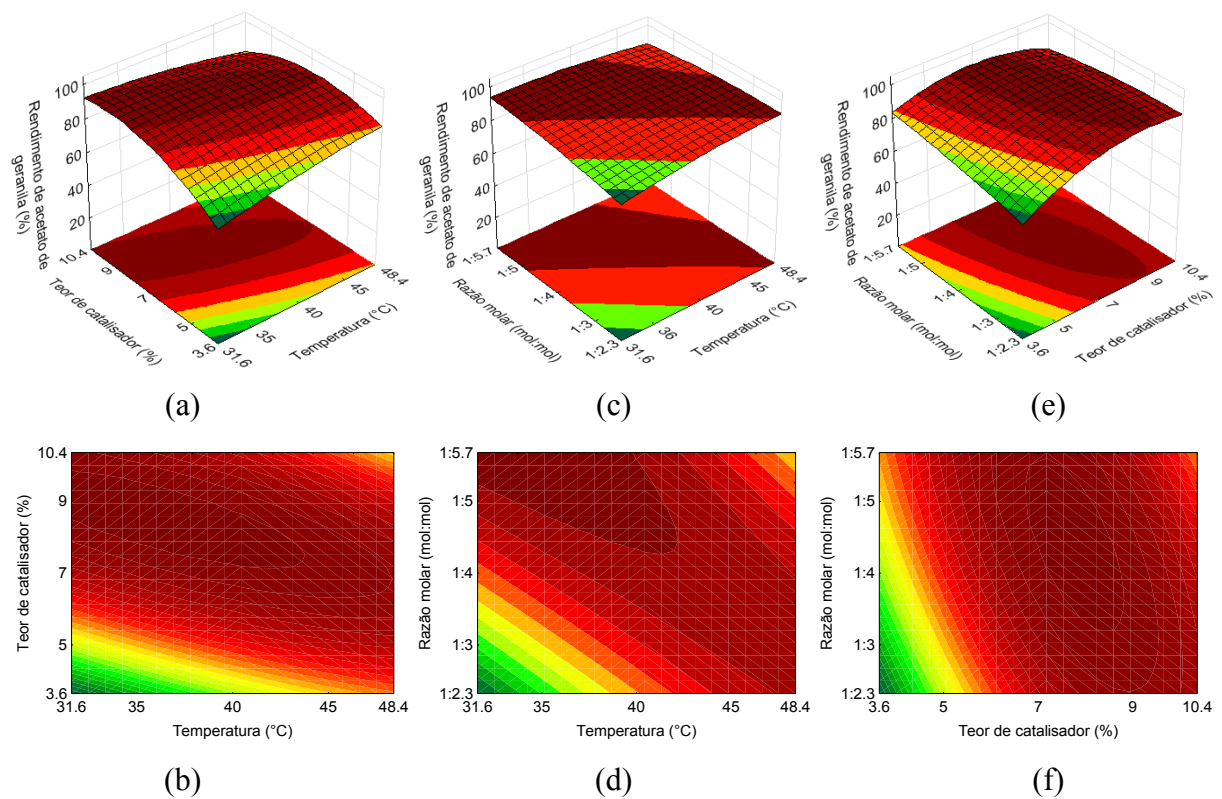 100
80
60
40
20
Rendimento de acetato de
geranila (%)
10.4
9
7
5
3.6
Teor de catalisador (%)
31.6
35
40
45
48.4
Temperatura (°C)
(a)
100
80
60
40
20
Rendimento de acetato de
geranila (%)
1:5.7
1:5
1:4
1:3
1:2.3
Razão molar (mol:mol)
31.6
36
40
45
48.4
Temperatura (°C)
(c)
100
80
60
40
20
Rendimento de acetato de
geranila (%)
1:5.7
1:5
1:4
1:3
1:2.3
Razão molar (mol:mol)
3.6
5
7
9
10.4
Teor de catalisador (%)
(e)
10.4
9
7
5
3.6
Teor de catalisador (%)
31.6 35 40 45 48.4
Temperatura (°C)
(b)
1:5.7
1:5
1:4
1:3
1:2.3
Razão molar (mol:mol)
31.6 35 40 45 48.4
Temperatura (°C)
(d)
1:5.7
1:5
1:4
1:3
1:2.3
Razão molar (mol:mol)
3.6 5 7 9 10.4
Teor de catalisador (%)
(f)